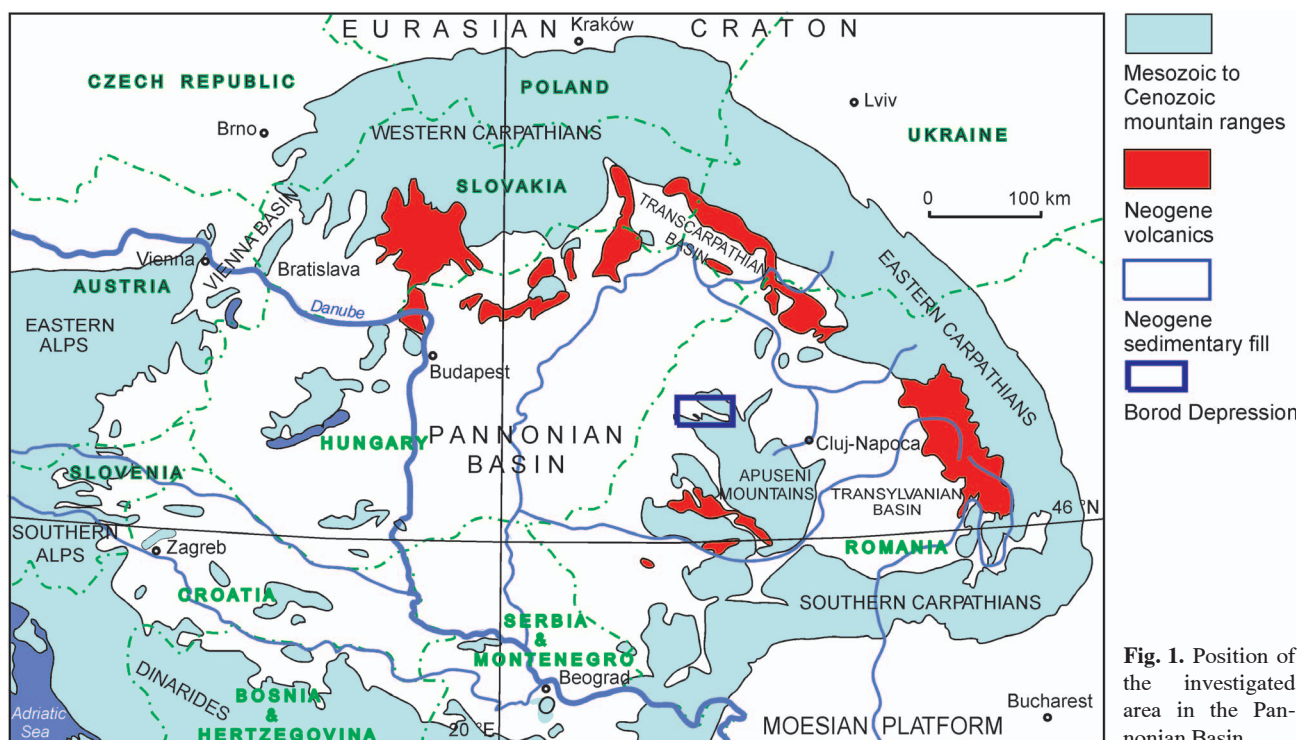 EURASIAN CRATON
Kraków
CZECH REPUBLIC
POLAND
Lviv
Brno
WESTERN CARPATHIANS
UKRAINE
SLOVAKIA
0 100 km
TRANSCARPATHIAN
BASIN
VIENNA BASIN
Vienna
Bratislava
AUSTRIA
Danube
EASTERN
ALPS
EASTERN CARPATHIANS
Budapest
HUNGARY
PANNONIAN
BASIN
Cluj-Napoca
SLOVENIA
APUSENI
MOUNTAINS
TRANSYLVANIAN
BASIN
46°N
SOUTHERN
ALPS
Zagreb
ROMANIA
CROATIA
SOUTHERN CARPATHIANS
SERBIA
&
MONTENEGRO
Beograd
DINARIDES
BOSNIA
&
HERTZEGOVINA
Adriatic
Sea
20°E
MOESIAN PLATFORM
Bucharest
Mesozoic to
Cenozoic
mountain ranges
Neogene
volcanics
Neogene
sedimentary fill
Borod Depression
Fig. 1. Position of
the investigated
area in the Pan-
nonian Basin